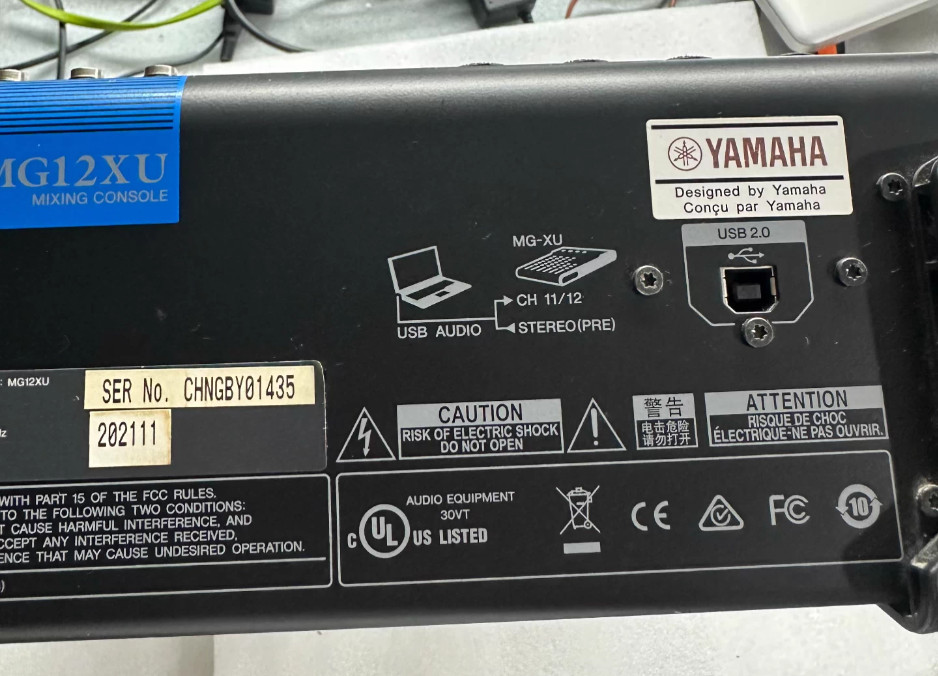 MG12XU
MIXING CONSOLE
YAMAHA
Designed by Yamaha
Conçu par Yamaha
USB 2.0
MG-XU
CH 11/12
USB AUDIO
STEREO(PRE)
: MG12XU
SER No. CHNGBY01435
Hz
202111
CAUTION
RISK OF ELECTRIC SHOCK
DO NOT OPEN
警告
电击危险
请勿打开
ATTENTION
RISQUE DE CHOC
ÉLECTRIQUE-NE PAS OUVRIR.
WITH PART 15 OF THE FCC RULES.
TO THE FOLLOWING TWO CONDITIONS:
CAUSE HARMFUL INTERFERENCE, AND
ANY INTERFERENCE RECEIVED,
THAT MAY CAUSE UNDESIRED OPERATION.
AUDIO EQUIPMENT
30VT
C UL US LISTED
CE
FC
10